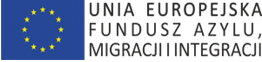 UNIA EUROPEJSKA
FUNDUSZ AZYLU,
MIGRACJI I INTEGRACJI